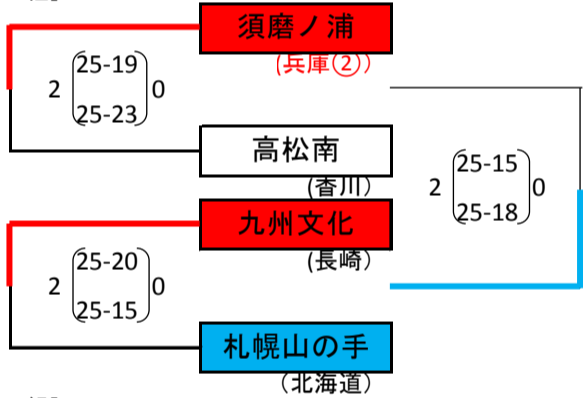 須磨ノ浦
(兵庫②)
2 25-19 0
25-23
高松南
(香川)
2 25-15 0
25-18
九州文化
(長崎)
2 25-20 0
25-15
札幌山の手
(北海道)